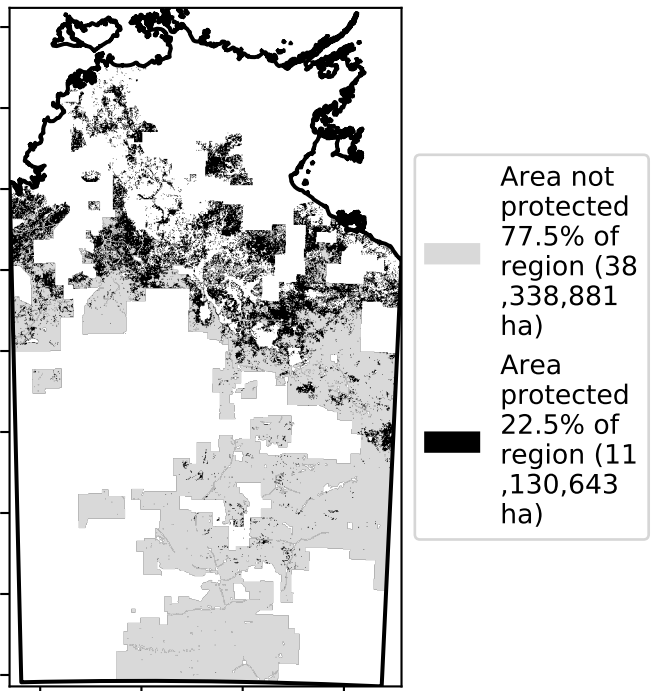 Area not
protected
77.5% of
region (38
,338,881
ha)
Area
protected
22.5% of
region (11
,130,643
ha)